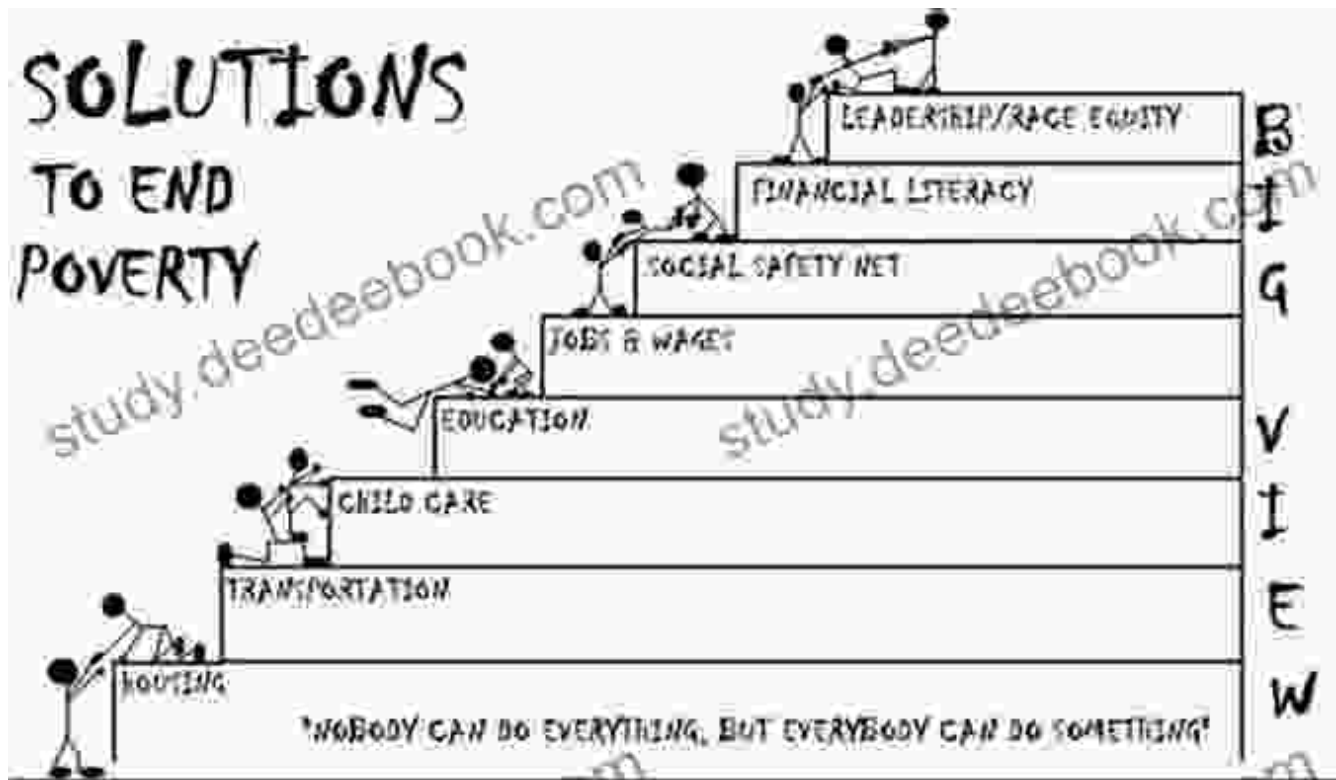 SOLUTIONS
TO END
POVERTY
LEADERSHIP/RACE EQUITY
FINANCIAL LITERACY
SOCIAL SAFETY NET
JOBS & WAGES
EDUCATION
CHILD CARE
TRANSPORTATION
HOUSING
"NOBODY CAN DO EVERYTHING, BUT EVERYBODY CAN DO SOMETHING"
B
I
G
V
I
E
W
study.deedeebook.com
study.deedeebook.com
om
m